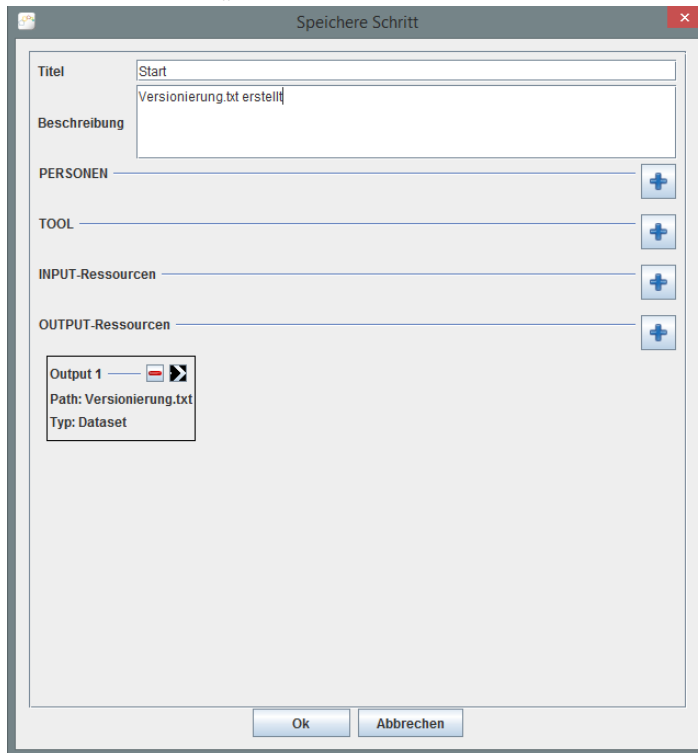 Speichere Schritt
Titel Start
Beschreibung Versionierung.txt erstellt
PERSONEN
TOOL
INPUT-Ressourcen
OUTPUT-Ressourcen
Output 1
Path: Versionierung.txt
Typ: Dataset
Ok Abbrechen